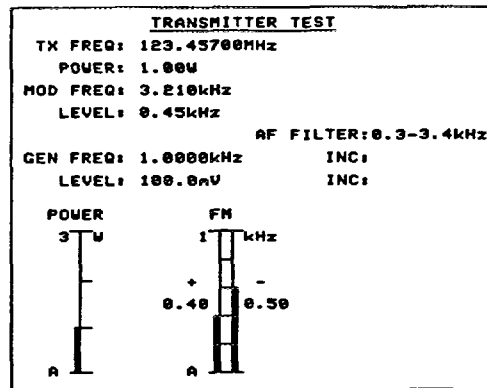 TRANSMITTER TEST
TX FREQ: 123.45700MHz
POWER: 1.00W
MOD FREQ: 3.210kHz
LEVEL: 0.45kHz
AF FILTER:0.3-3.4kHz
GEN FREQ: 1.0000kHz INC:
LEVEL: 100.0mV INC:
POWER FM
3 W 1 kHz
+ -
0.40 0.50
A A